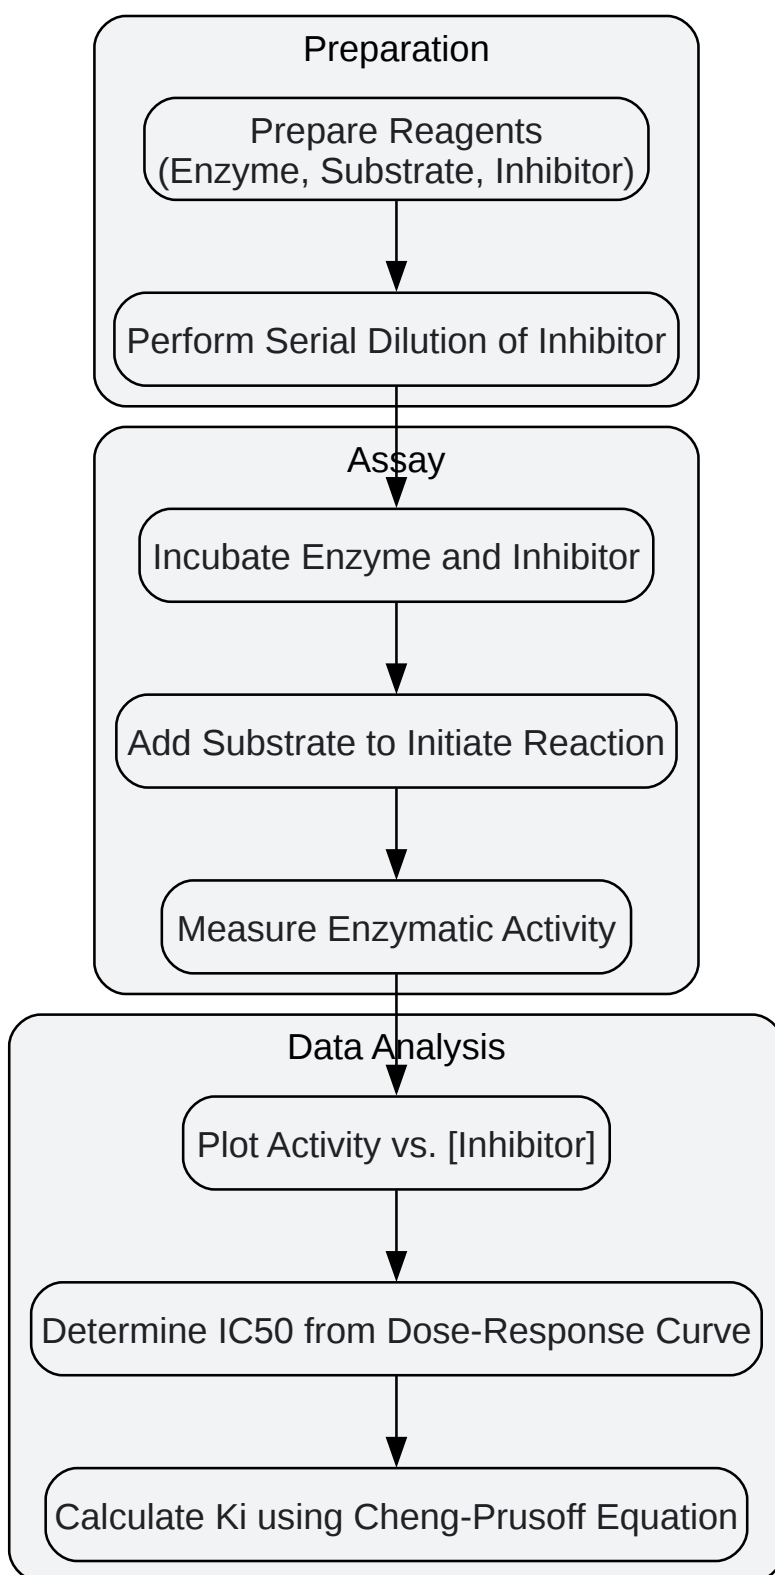 Preparation
Prepare Reagents
(Enzyme, Substrate, Inhibitor)
Perform Serial Dilution of Inhibitor
Assay
Incubate Enzyme and Inhibitor
Add Substrate to Initiate Reaction
Measure Enzymatic Activity
Data Analysis
Plot Activity vs. [Inhibitor]
Determine IC50 from Dose-Response Curve
Calculate Ki using Cheng-Prusoff Equation